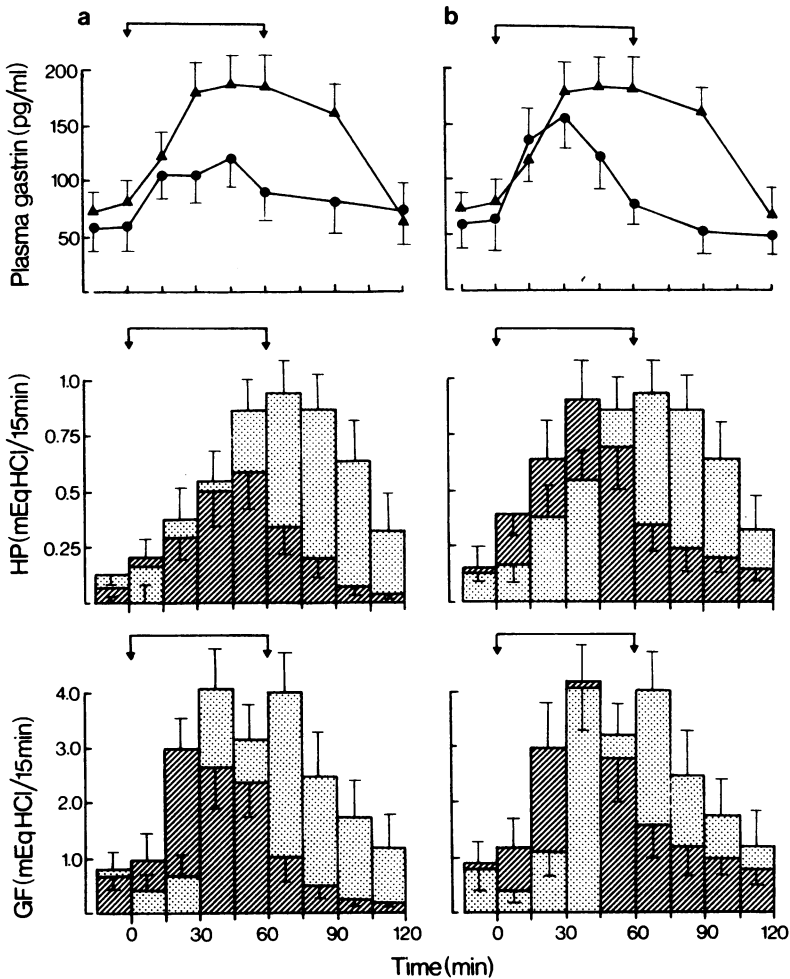 a
b
Plasma gastrin (pg/ml)
200
150
100
50
HP (mEqHCl/15min)
1.0
0.75
0.5
0.25
GF (mEqHCl/15min)
4.0
3.0
2.0
1.0
0 30 60 90 120
0 30 60 90 120
Time (min)